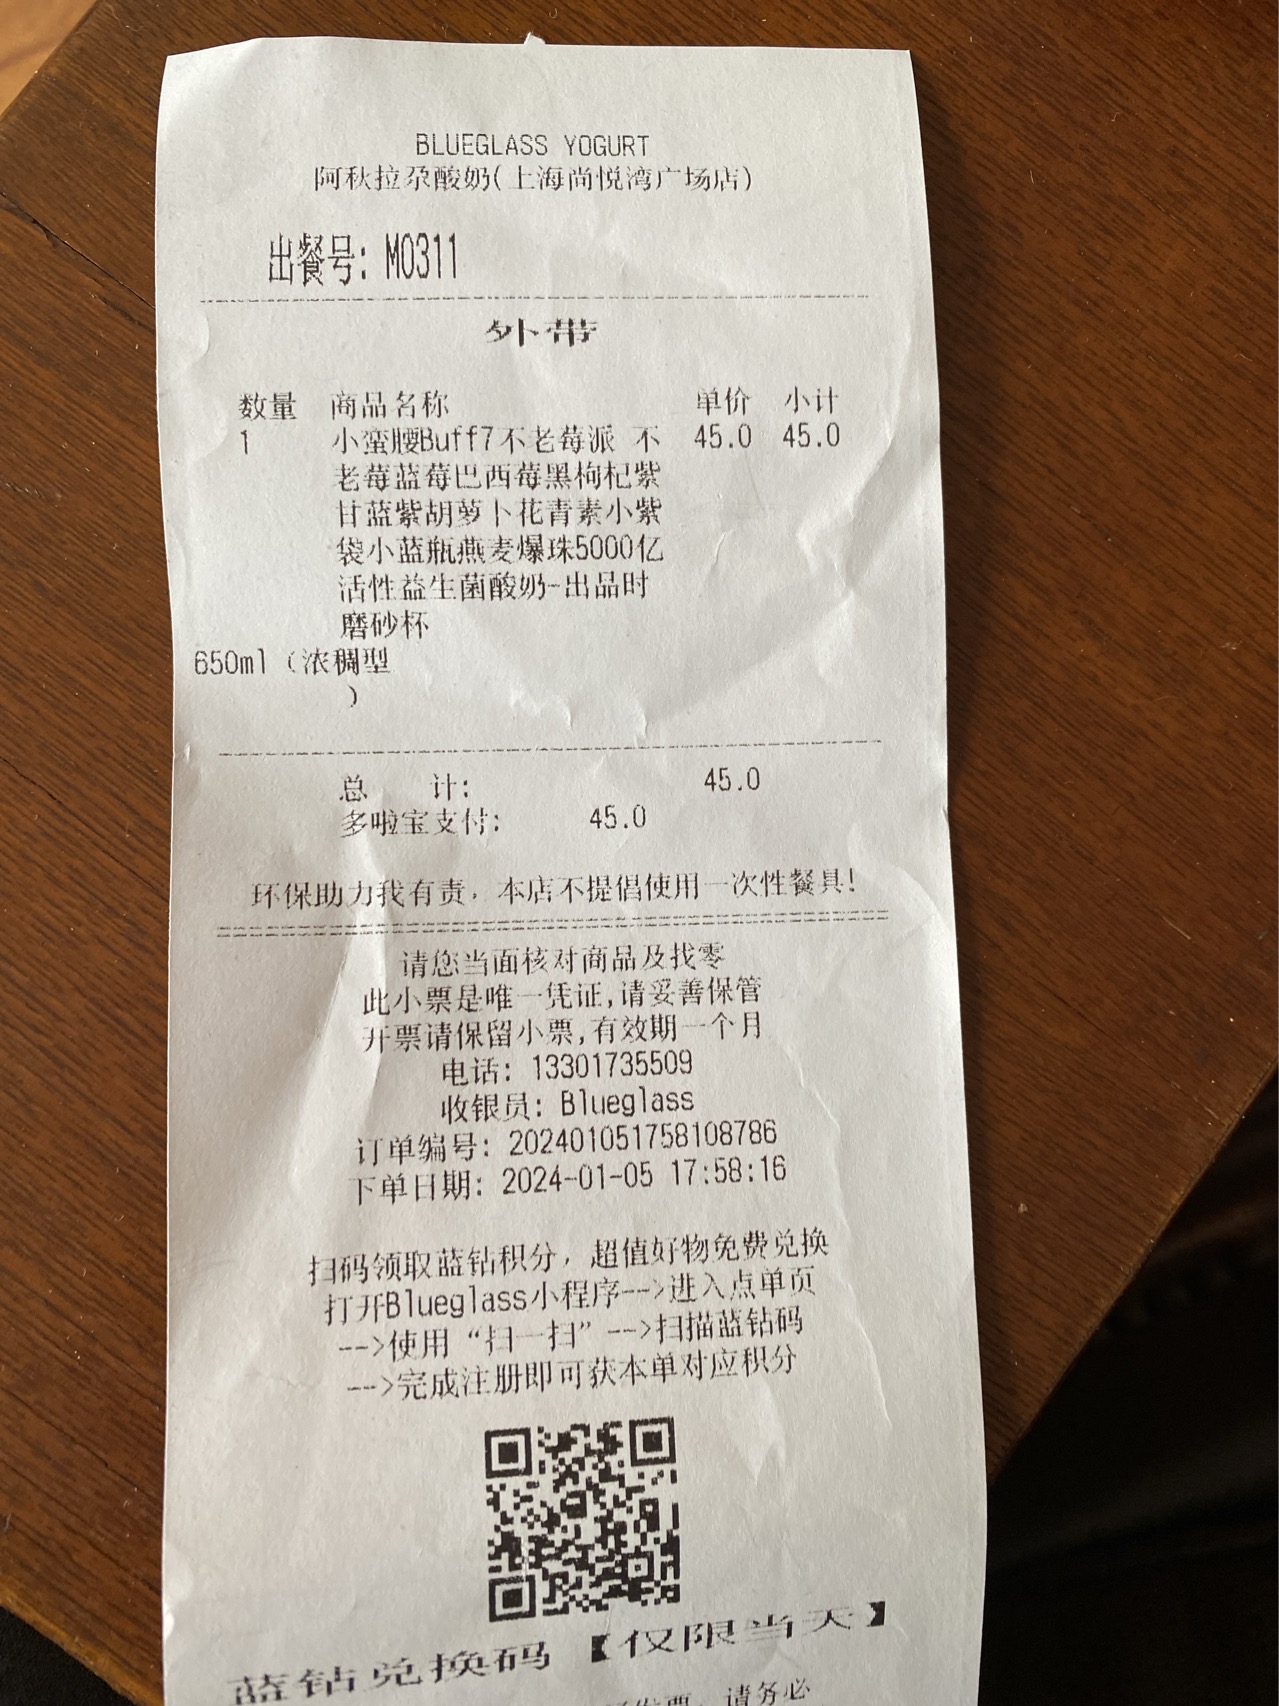 BLUEGLASS YOGURT
阿秋拉尕酸奶(上海尚悦湾广场店)
出餐号: M0311
外带
数量 商品名称 单价 小计
1 小蛮腰Buff7不老莓派 不 45.0 45.0
老莓蓝莓巴西莓黑枸杞紫
甘蓝紫胡萝卜花青素小紫
袋小蓝瓶燕麦爆珠5000亿
活性益生菌酸奶-出品时
磨砂杯
650ml（浓稠型
）
总 计: 45.0
多啦宝支付: 45.0
环保助力我有责，本店不提倡使用一次性餐具!
请您当面核对商品及找零
此小票是唯一凭证,请妥善保管
开票请保留小票,有效期一个月
电话: 13301735509
收银员: Blueglass
订单编号: 202401051758108786
下单日期: 2024-01-05 17:58:16
扫码领取蓝钻积分，超值好物免费兑换
打开Blueglass小程序-->进入点单页
-->使用“扫一扫”-->扫描蓝钻码
-->完成注册即可获本单对应积分
蓝钻兑换码【仅限当天】
发票，请务必